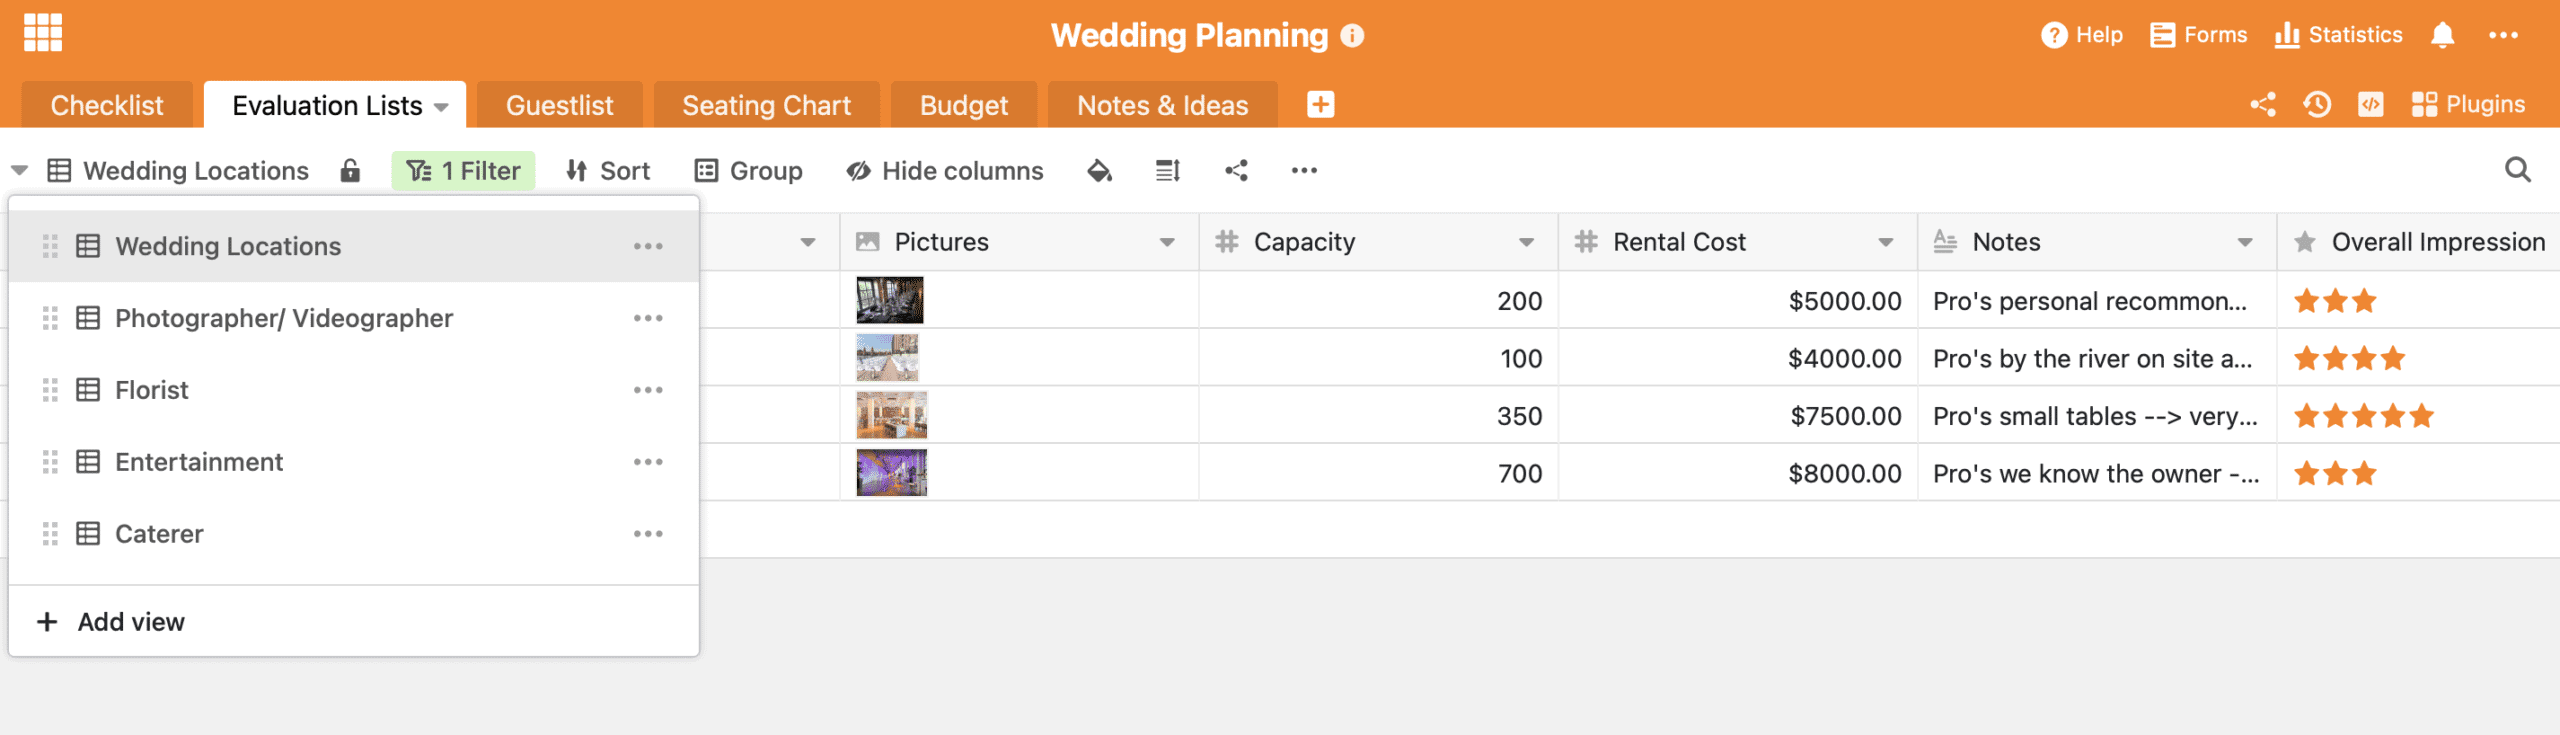 Wedding Planning
Help Forms Statistics
Checklist Evaluation Lists Guestlist Seating Chart Budget Notes & Ideas Plugins
Wedding Locations 1 Filter Sort Group Hide columns
Pictures Capacity Rental Cost Notes Overall Impression
200 $5000.00 Pro's personal recommon...
100 $4000.00 Pro's by the river on site a...
350 $7500.00 Pro's small tables --> very...
700 $8000.00 Pro's we know the owner -...
Wedding Locations
Photographer/ Videographer
Florist
Entertainment
Caterer
Add view